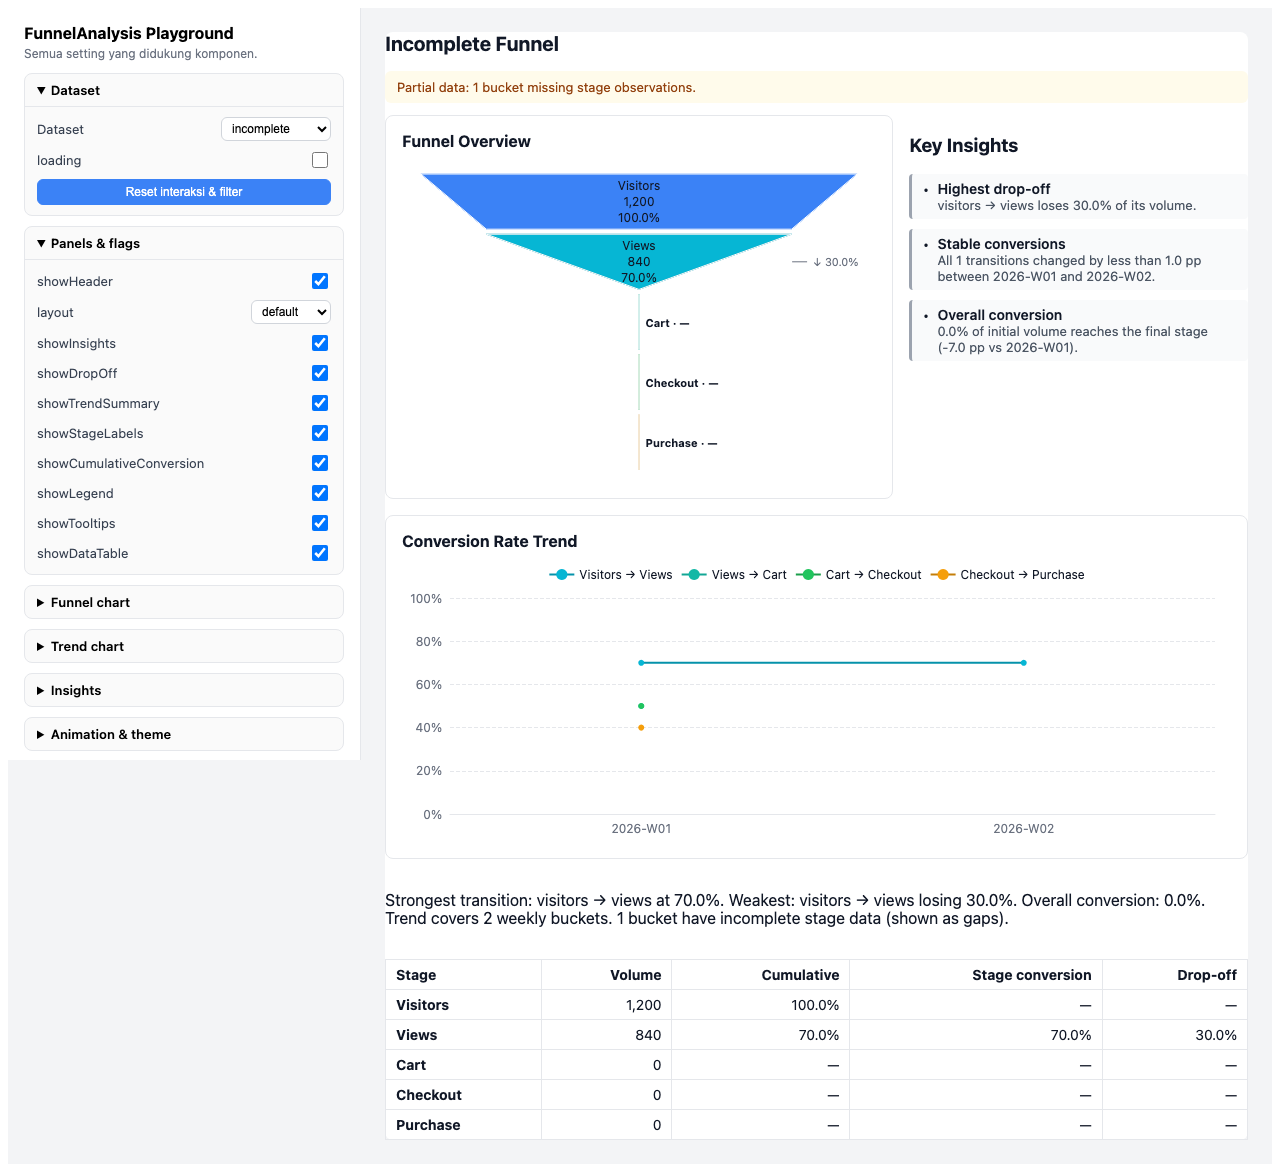 FunnelAnalysis Playground
Semua setting yang didukung komponen.
▼ Dataset
Dataset
incomplete
loading
Reset interaksi & filter
▼ Panels & flags
showHeader
layout
default
showInsights
showDropOff
showTrendSummary
showStageLabels
showCumulativeConversion
showLegend
showTooltips
showDataTable
▶ Funnel chart
▶ Trend chart
▶ Insights
▶ Animation & theme
Incomplete Funnel
Partial data: 1 bucket missing stage observations.
Funnel Overview
Visitors
1,200
100.0%
Views
840
70.0%
↓ 30.0%
Cart · —
Checkout · —
Purchase · —
Key Insights
• Highest drop-off
visitors → views loses 30.0% of its volume.
• Stable conversions
All 1 transitions changed by less than 1.0 pp
between 2026-W01 and 2026-W02.
• Overall conversion
0.0% of initial volume reaches the final stage
(-7.0 pp vs 2026-W01).
Conversion Rate Trend
Visitors → Views Views → Cart Cart → Checkout Checkout → Purchase
100%
80%
60%
40%
20%
0%
2026-W01 2026-W02
Strongest transition: visitors → views at 70.0%. Weakest: visitors → views losing 30.0%. Overall conversion: 0.0%.
Trend covers 2 weekly buckets. 1 bucket have incomplete stage data (shown as gaps).
Stage Volume Cumulative Stage conversion Drop-off
Visitors 1,200 100.0% — —
Views 840 70.0% 70.0% 30.0%
Cart 0 — — —
Checkout 0 — — —
Purchase 0 — — —